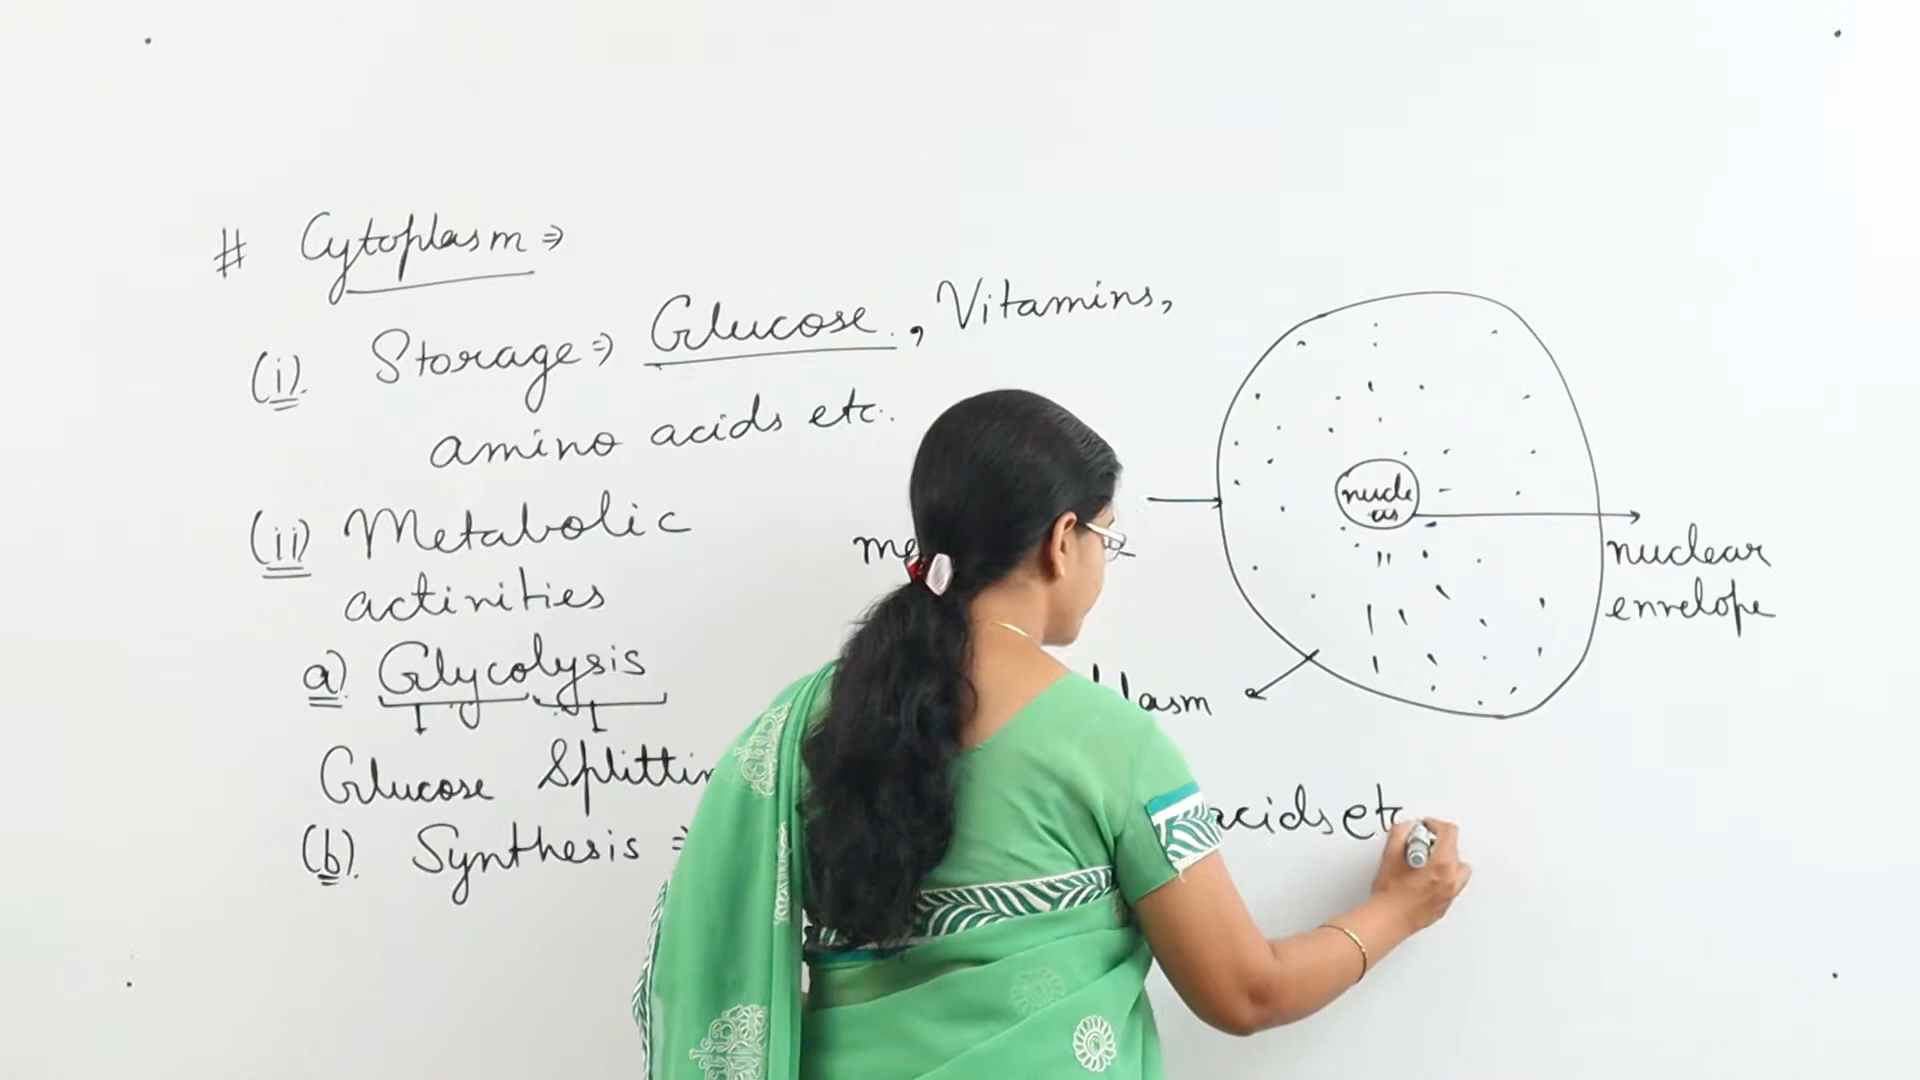 # Cytoplasm ⇒
(i) Storage ⇒ Glucose, Vitamins,
amino acids etc.
(ii) Metabolic
activities
a) Glycolysis
Glucose Splittin
(b). Synthesis ⇒
acids etc
nucle
us
nuclear
envelope